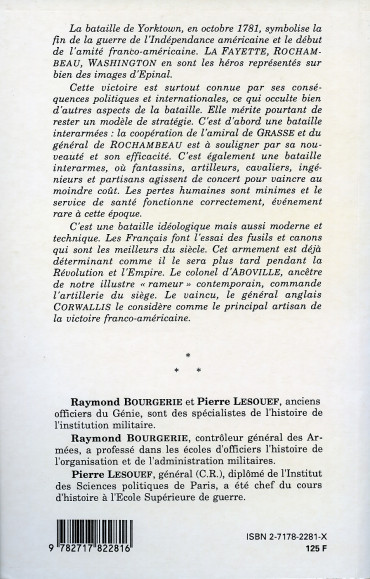 La bataille de Yorktown, en octobre 1781, symbolise la
fin de la guerre de l'Indépendance américaine et le début
de l'amité franco-américaine. LA FAYETTE, ROCHAM-
BEAU, WASHINGTON en sont les héros représentés sur
bien des images d'Epinal.
Cette victoire est surtout connue par ses consé-
quences politiques et internationales, ce qui occulte bien
d'autres aspects de la bataille. Elle mérite pourtant de
rester un modèle de stratégie. C'est d'abord une bataille
interarmées : la coopération de l'amiral de GRASSE et du
général de ROCHAMBEAU est à souligner par sa nou-
veauté et son efficacité. C'est également une bataille
interarmes, où fantassins, artilleurs, cavaliers, ingé-
nieurs et partisans agissent de concert pour vaincre au
moindre coût. Les pertes humaines sont minimes et le
service de santé fonctionne correctement, événement
rare à cette époque.
C'est une bataille idéologique mais aussi moderne et
technique. Les Français font l'essai des fusils et canons
qui sont les meilleurs du siècle. Cet armement est déjà
déterminant comme il le sera plus tard pendant la
Révolution et l'Empire. Le colonel d'ABOVILLE, ancêtre
de notre illustre « rameur » contemporain, commande
l'artillerie du siège. Le vaincu, le général anglais
CORWALLIS le considère comme le principal artisan de
la victoire franco-américaine.
*
* *
Raymond BOURGERIE et Pierre LESOUEF, anciens
officiers du Génie, sont des spécialistes de l'histoire de
l'institution militaire.
Raymond BOURGERIE, contrôleur général des Ar-
mées, a professé dans les écoles d'officiers l'histoire de
l'organisation et de l'administration militaires.
Pierre LESOUEF, général (C.R.), diplômé de l'Institut
des Sciences politiques de Paris, a été chef du cours
d'histoire à l'Ecole Supérieure de guerre.
ISBN 2-7178-2281-X
125 F
9 782717 822816